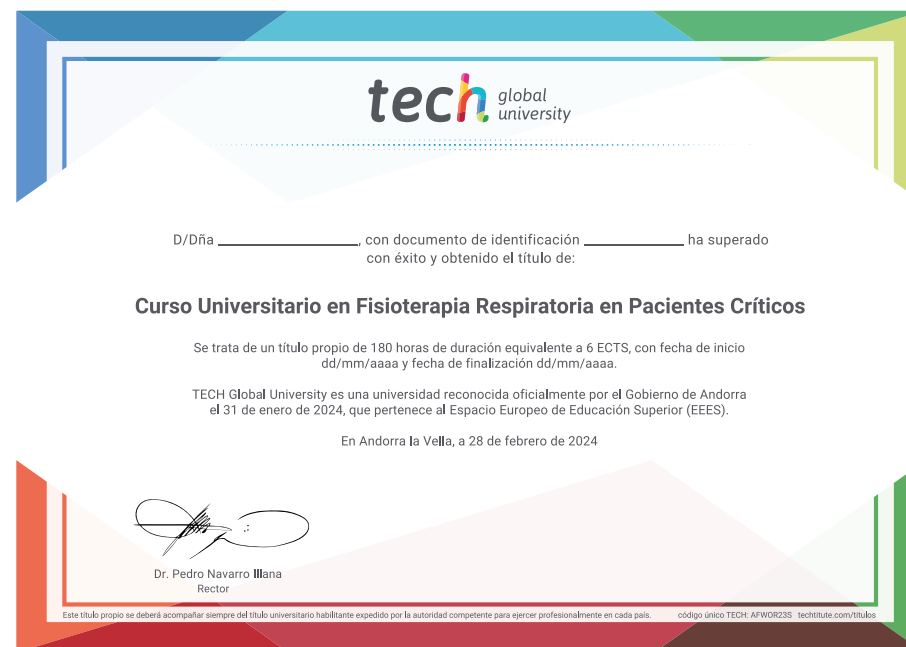 tech global university
D/Dña ____________________, con documento de identificación ______________ ha superado
con éxito y obtenido el título de:
Curso Universitario en Fisioterapia Respiratoria en Pacientes Críticos
Se trata de un título propio de 180 horas de duración equivalente a 6 ECTS, con fecha de inicio
dd/mm/aaaa y fecha de finalización dd/mm/aaaa.
TECH Global University es una universidad reconocida oficialmente por el Gobierno de Andorra
el 31 de enero de 2024, que pertenece al Espacio Europeo de Educación Superior (EEES).
En Andorra la Vella, a 28 de febrero de 2024
Dr. Pedro Navarro Illana
Rector
Este título propio se deberá acompañar siempre del título universitario habilitante expedido por la autoridad competente para ejercer profesionalmente en cada país. código único TECH: AFWOR23S techtitute.com/titulos